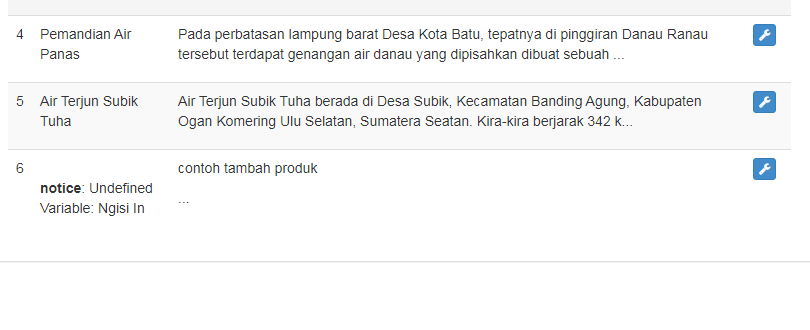 4 Pemandian Air Panas Pada perbatasan lampung barat Desa Kota Batu, tepatnya di pinggiran Danau Ranau
tersebut terdapat genangan air danau yang dipisahkan dibuat sebuah ...
5 Air Terjun Subik Tuha Air Terjun Subik Tuha berada di Desa Subik, Kecamatan Banding Agung, Kabupaten
Ogan Komering Ulu Selatan, Sumatera Seatan. Kira-kira berjarak 342 k...
6 contoh tambah produk
notice: Undefined
Variable: Ngisi In
...